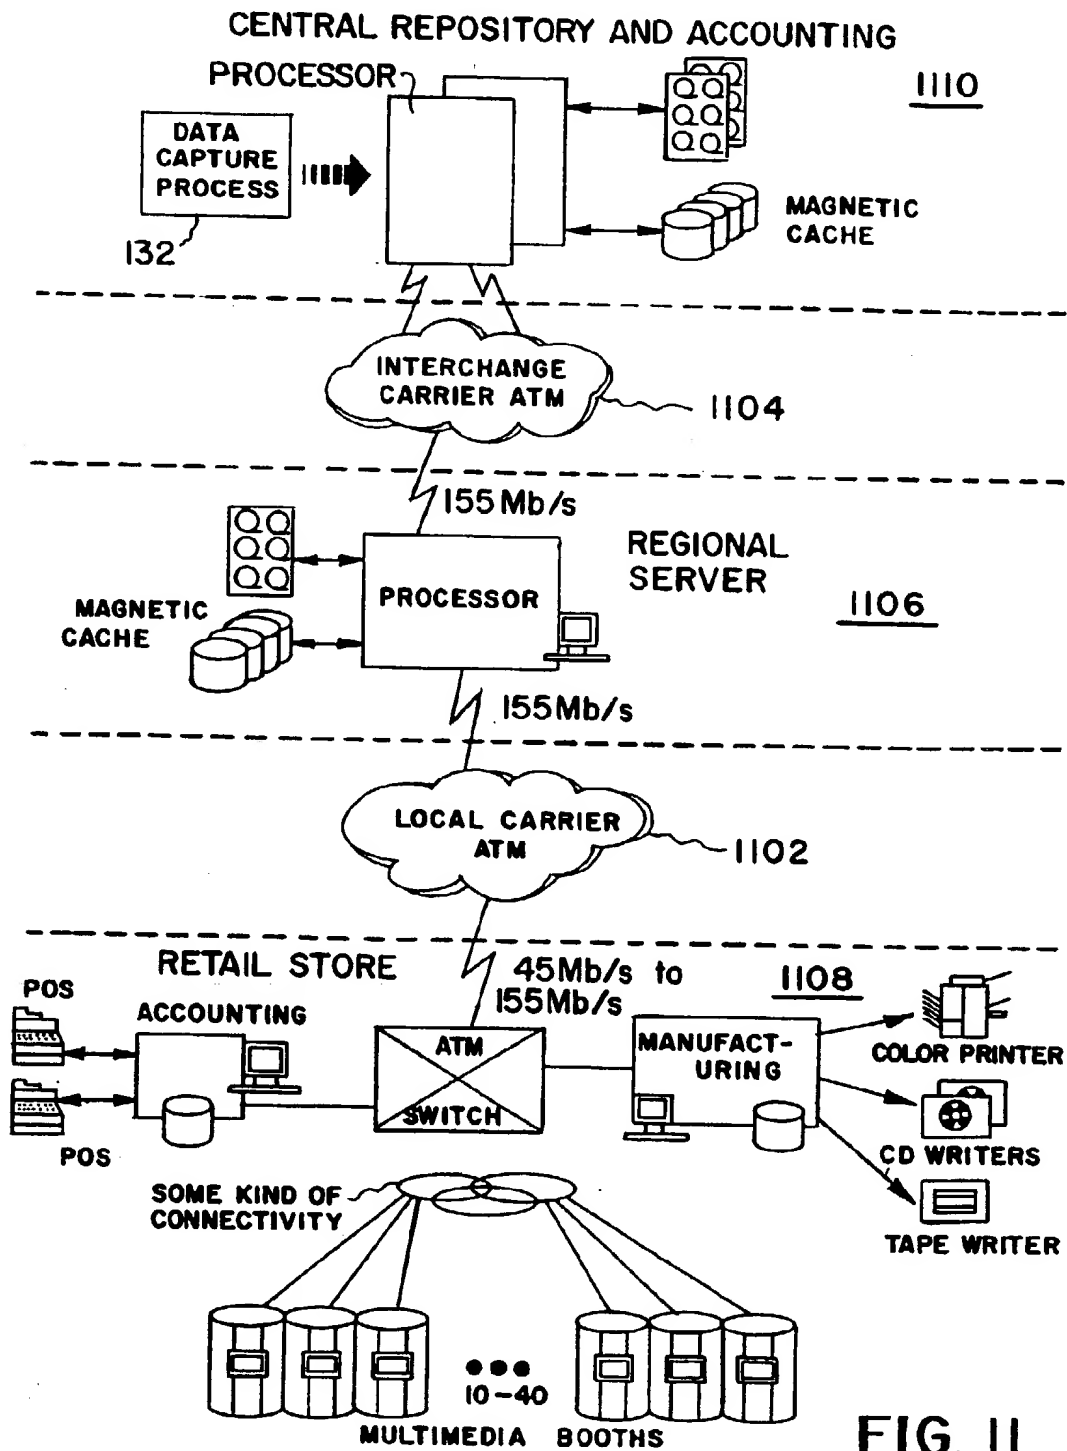 CENTRAL REPOSITORY AND ACCOUNTING
PROCESSOR
1110
DATA
CAPTURE
PROCESS
132
MAGNETIC
CACHE
INTERCHANGE
CARRIER ATM
1104
155Mb/s
REGIONAL
SERVER
PROCESSOR
1106
MAGNETIC
CACHE
155Mb/s
LOCAL CARRIER
ATM
1102
RETAIL STORE
45Mb/s to
155Mb/s
1108
POS
ACCOUNTING
ATM
SWITCH
MANUFACT-
URING
COLOR PRINTER
POS
CD WRITERS
SOME KIND OF
CONNECTIVITY
TAPE WRITER
10-40
MULTIMEDIA BOOTHS
FIG. 11